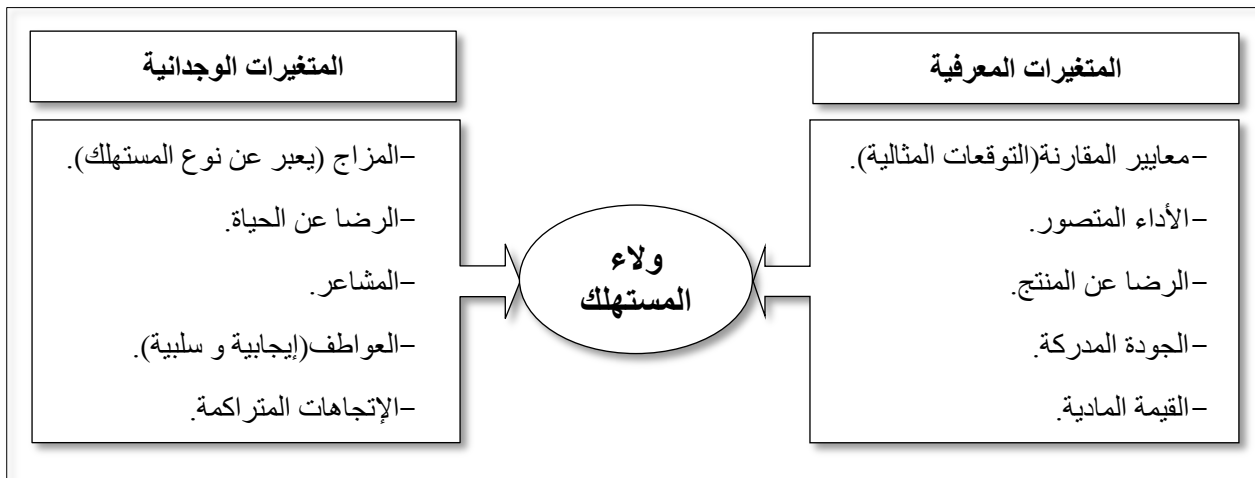 المتغيرات المعرفية
-معايير المقارنة(التوقعات المثالية).
-الأداء المتصور.
-الرضا عن المنتج.
-الجودة المدركة.
-القيمة المادية.
ولاء
المستهلك
المتغيرات الوجدانية
-المزاج (يعبر عن نوع المستهلك).
-الرضا عن الحياة.
-المشاعر.
-العواطف(إيجابية و سلبية).
-الإتجاهات المتراكمة.